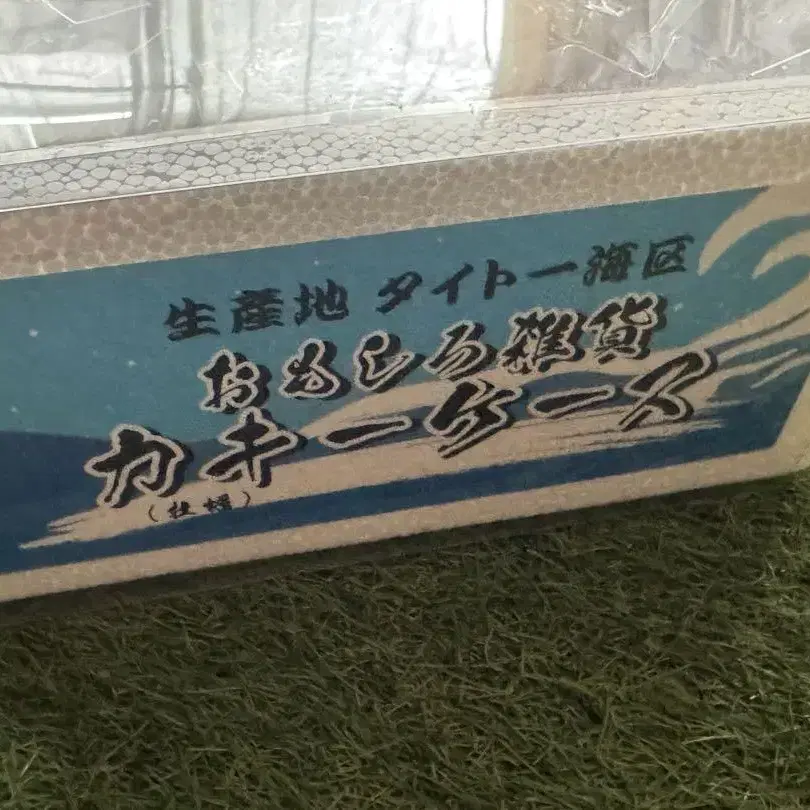 生産地 タイトー海区
おもしろ雑貨
カキーケース
(牡蠣)